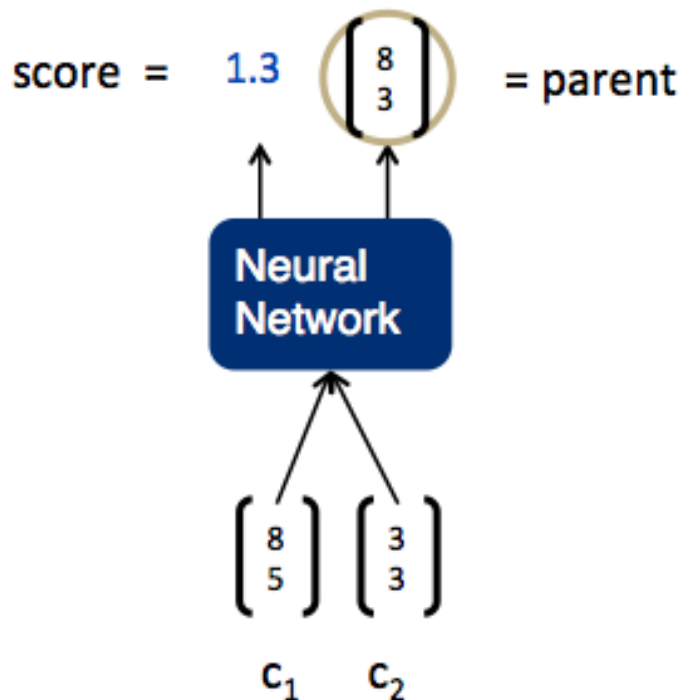 score = 1.3 8 = parent
3
Neural
Network
8 3
5 3
c₁ c₂